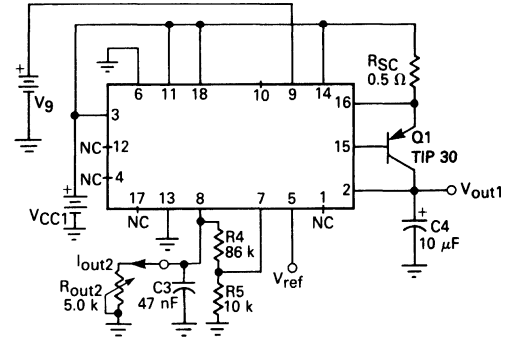 +
V9
6
11
18
10
9
14
RSC
0.5 Ω
16
3
NC
12
15
Q1
TIP 30
NC
4
2
Vout1
VCC1
+
17
NC
13
8
7
5
1
NC
+
C4
10 μF
Iout2
R4
86 k
Rout2
5.0 k
C3
47 nF
R5
10 k
Vref